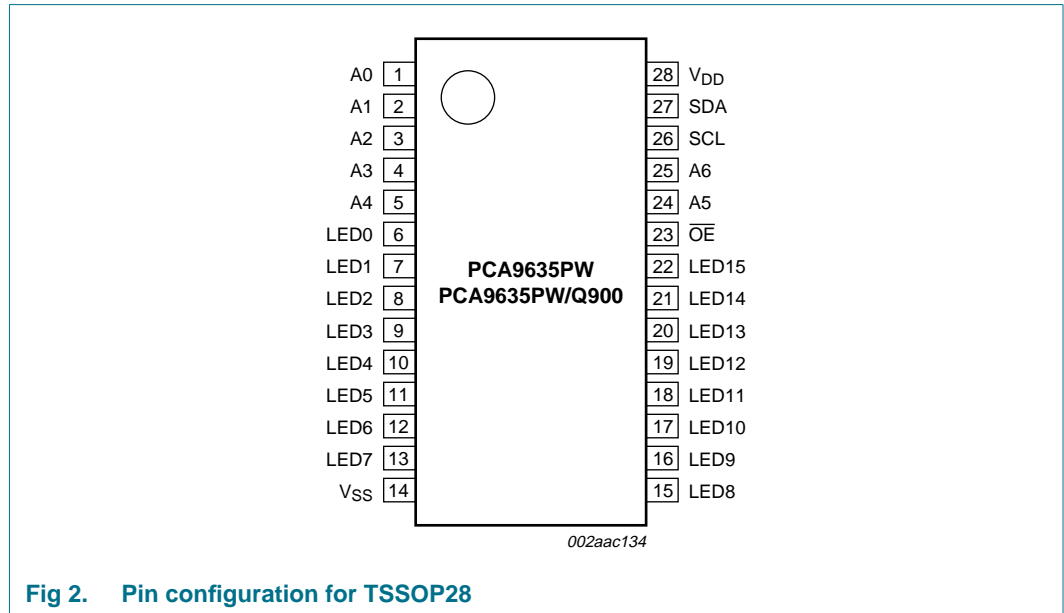 A0 1 28 VDD
A1 2 27 SDA
A2 3 26 SCL
A3 4 25 A6
A4 5 24 A5
LED0 6 23 O̅E̅
LED1 7 PCA9635PW 22 LED15
LED2 8 PCA9635PW/Q900 21 LED14
LED3 9 20 LED13
LED4 10 19 LED12
LED5 11 18 LED11
LED6 12 17 LED10
LED7 13 16 LED9
VSS 14 15 LED8
002aac134
Fig 2. Pin configuration for TSSOP28